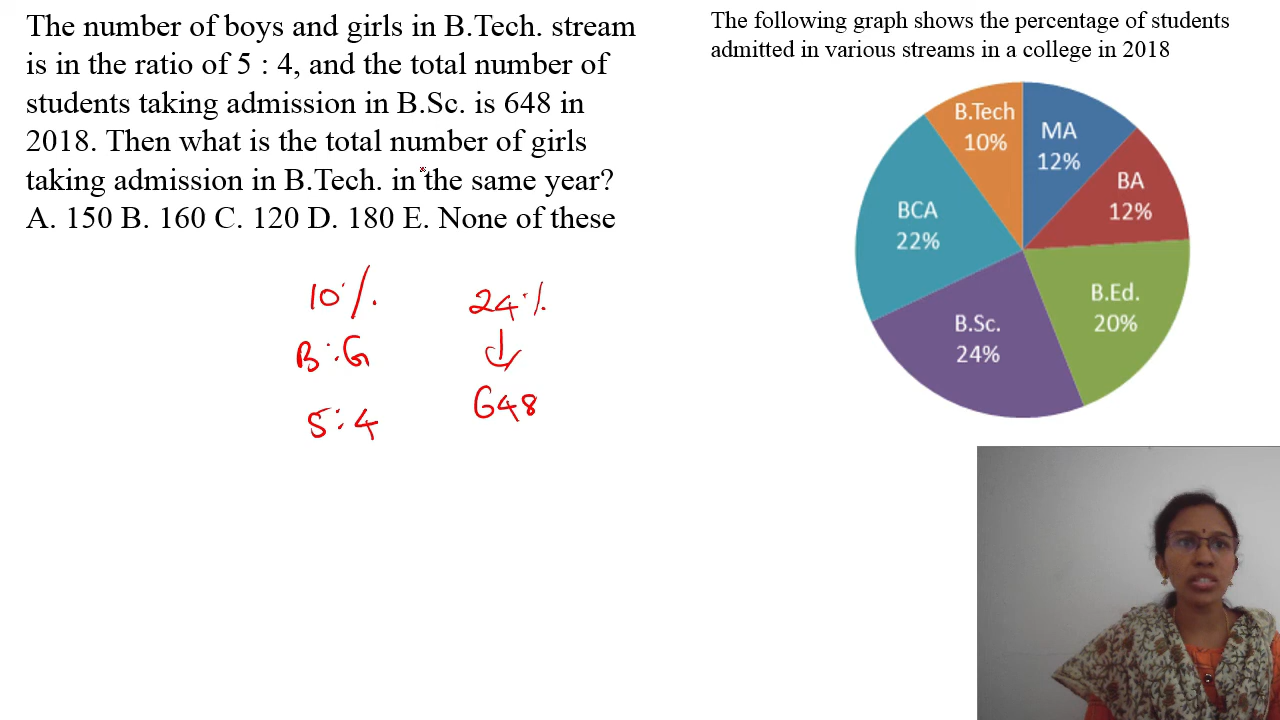 The number of boys and girls in B.Tech. stream
is in the ratio of 5 : 4, and the total number of
students taking admission in B.Sc. is 648 in
2018. Then what is the total number of girls
taking admission in B.Tech. in the same year?
A. 150 B. 160 C. 120 D. 180 E. None of these
10%
24%
B:G
↓
5:4
648
The following graph shows the percentage of students
admitted in various streams in a college in 2018
B.Tech
10%
MA
12%
BA
12%
BCA
22%
B.Ed.
20%
B.Sc.
24%